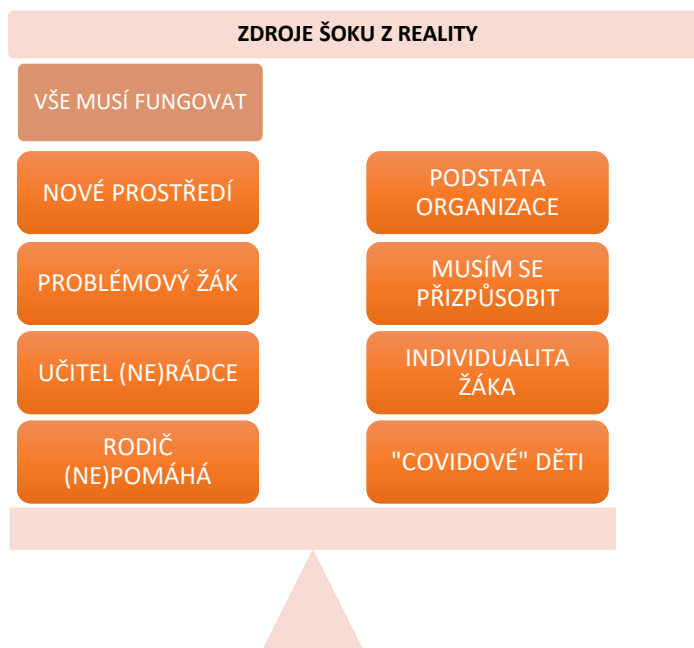 ZDROJE ŠOKU Z REALITY
VŠE MUSÍ FUNGOVAT
NOVÉ PROSTŘEDÍ
PROBLÉMOVÝ ŽÁK
UČITEL (NE)RÁDCE
RODIČ
(NE)POMÁHÁ
PODSTATA
ORGANIZACE
MUSÍM SE
PŘIZPŮSOBIT
INDIVIDUALITA
ŽÁKA
"COVIDOVÉ" DĚTI